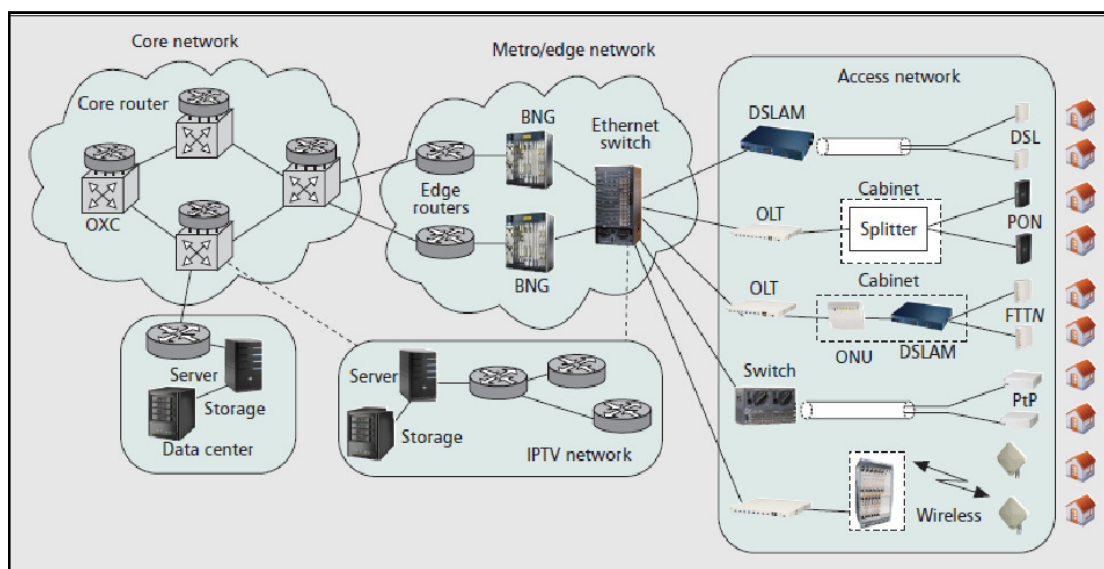 Core network
Core router
OXC
Metro/edge network
BNG
Ethernet
switch
Edge
routers
BNG
Access network
DSLAM
DSL
OLT
Cabinet
Splitter
PON
OLT
Cabinet
ONU
DSLAM
FTTN
Switch
PtP
Wireless
Server
Storage
Data center
Server
Storage
IPTV network